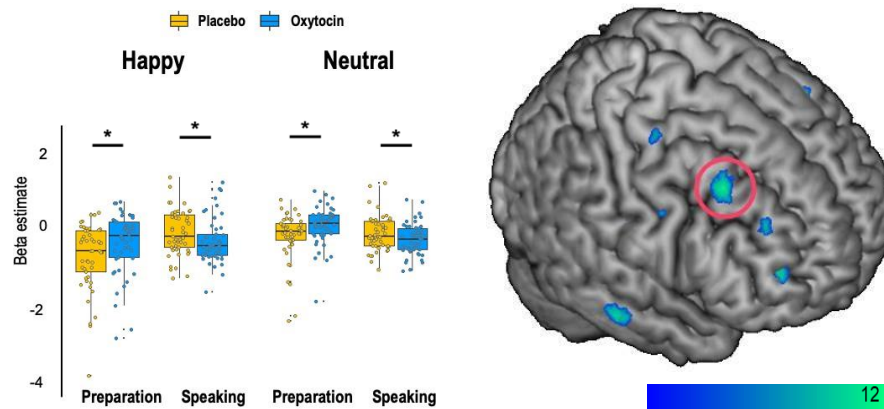 Placebo Oxytocin
Happy Neutral
* * * *
Beta estimate
2
0
-2
-4
Preparation Speaking Preparation Speaking
12